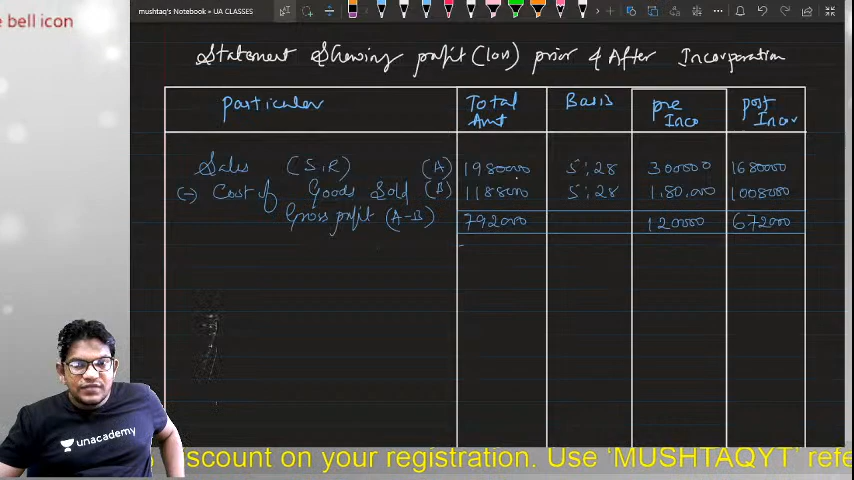 mushtaq's Notebook » UA CLASSES
e bell icon
Statement Showing profit (loss) prior & After Incorporation
Particular Total Amt Basis pre Inco post Incor
Sales (S.R) (A) 1980000 5:28 300000 1680000
(-) Cost of Goods Sold (B) 1188000 5:28 1,80,000 1008000
Gross profit (A-B) 792000 120000 672000
unacademy
iscount on your registration. Use 'MUSHTAQYT' refe